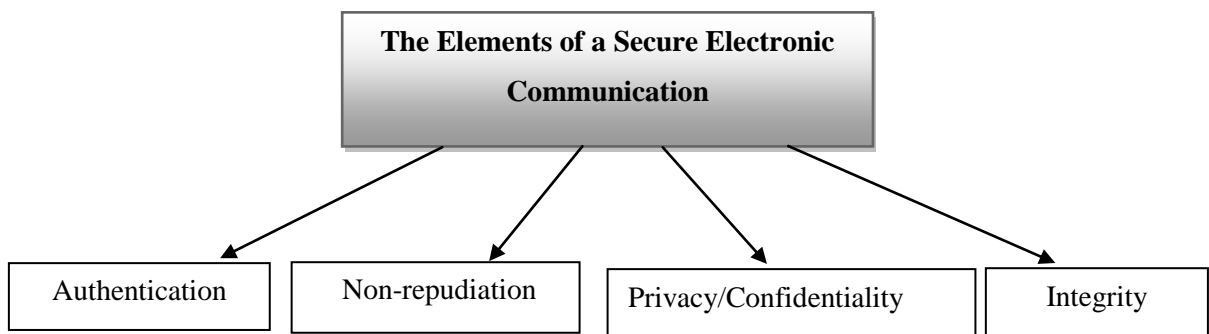 The Elements of a Secure Electronic
Communication
Authentication
Non-repudiation
Privacy/Confidentiality
Integrity